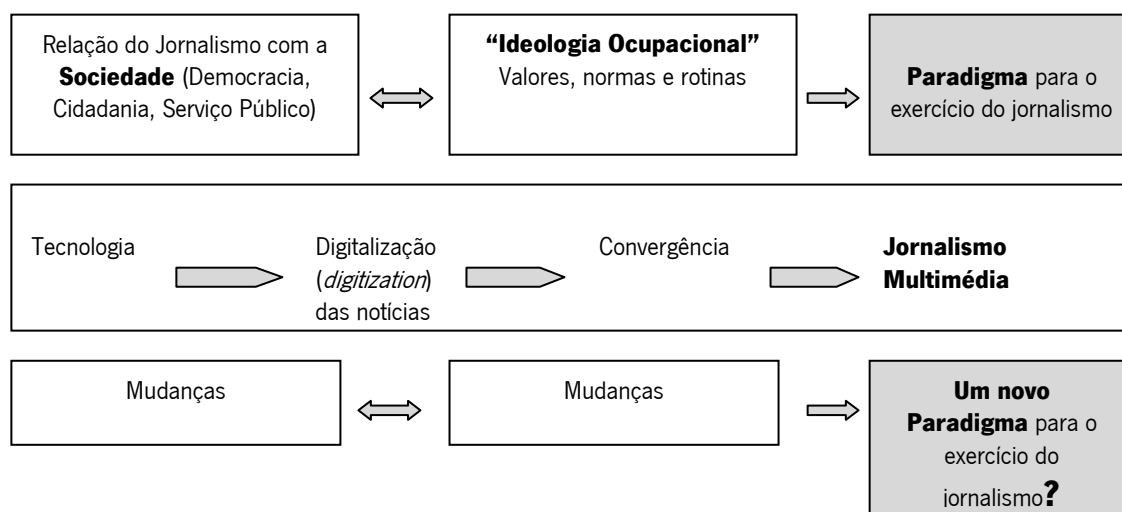 Relação do Jornalismo com a
Sociedade (Democracia,
Cidadania, Serviço Público)
“Ideologia Ocupacional”
Valores, normas e rotinas
Paradigma para o
exercício do jornalismo
Tecnologia
Digitalização
(digitization)
das notícias
Convergência
Jornalismo
Multimédia
Mudanças
Mudanças
Um novo
Paradigma para o
exercício do
jornalismo?